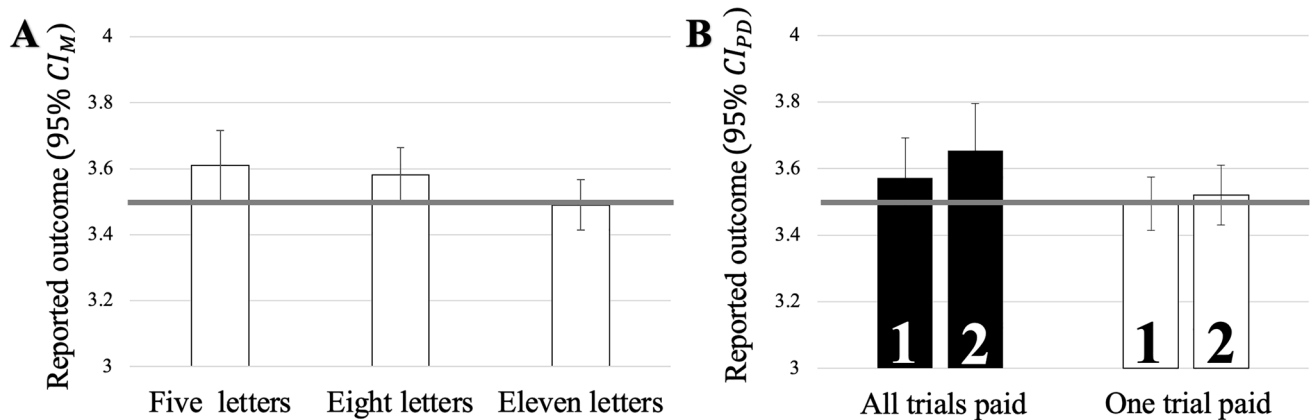 A
Reported outcome (95% CI_M)
4
3.8
3.6
3.4
3.2
3
Five letters
Eight letters
Eleven letters
B
Reported outcome (95% CI_PD)
4
3.8
3.6
3.4
3.2
3
1
2
1
2
All trials paid
One trial paid